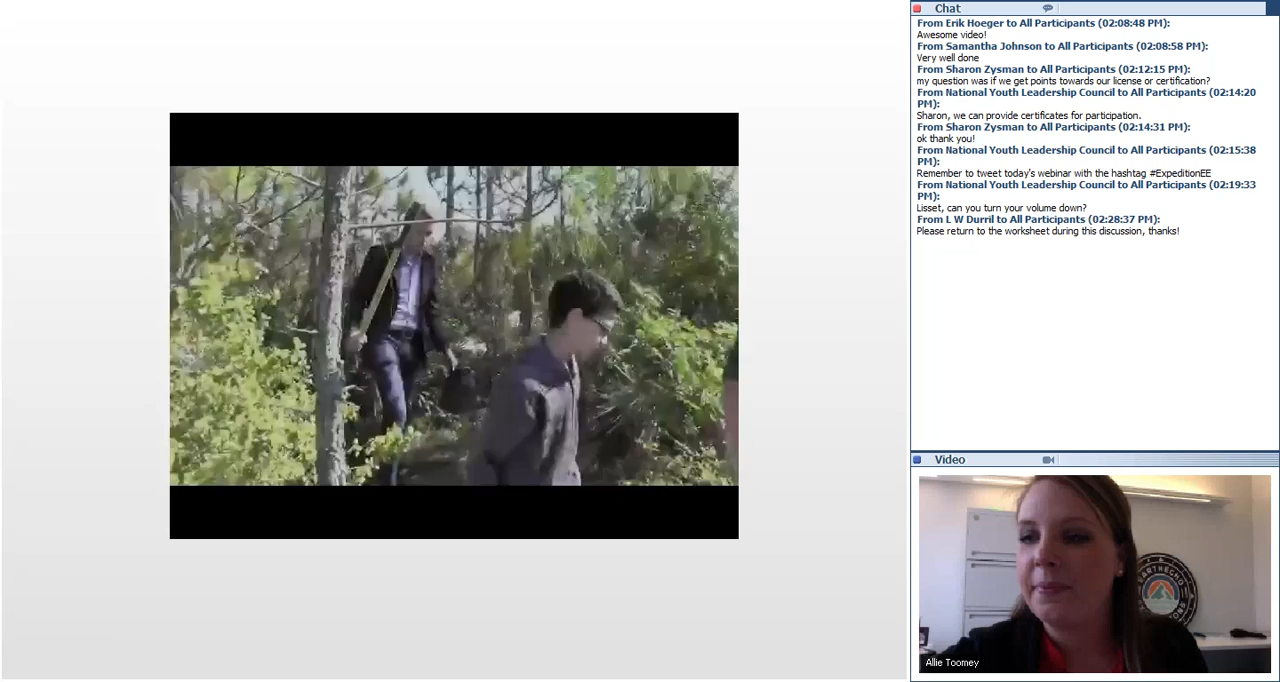 Chat
From Erik Hoeger to All Participants (02:08:48 PM):
Awesome video!
From Samantha Johnson to All Participants (02:08:58 PM):
Very well done
From Sharon Zysman to All Participants (02:12:15 PM):
my question was if we get points towards our license or certification?
From National Youth Leadership Council to All Participants (02:14:20
PM):
Sharon, we can provide certificates for participation.
From Sharon Zysman to All Participants (02:14:31 PM):
ok thank you!
From National Youth Leadership Council to All Participants (02:15:38
PM):
Remember to tweet today's webinar with the hashtag #ExpeditionEE
From National Youth Leadership Council to All Participants (02:19:33
PM):
Lisset, can you turn your volume down?
From L W Durril to All Participants (02:28:37 PM):
Please return to the worksheet during this discussion, thanks!
Video
EARTHECHO
Allie Toomey